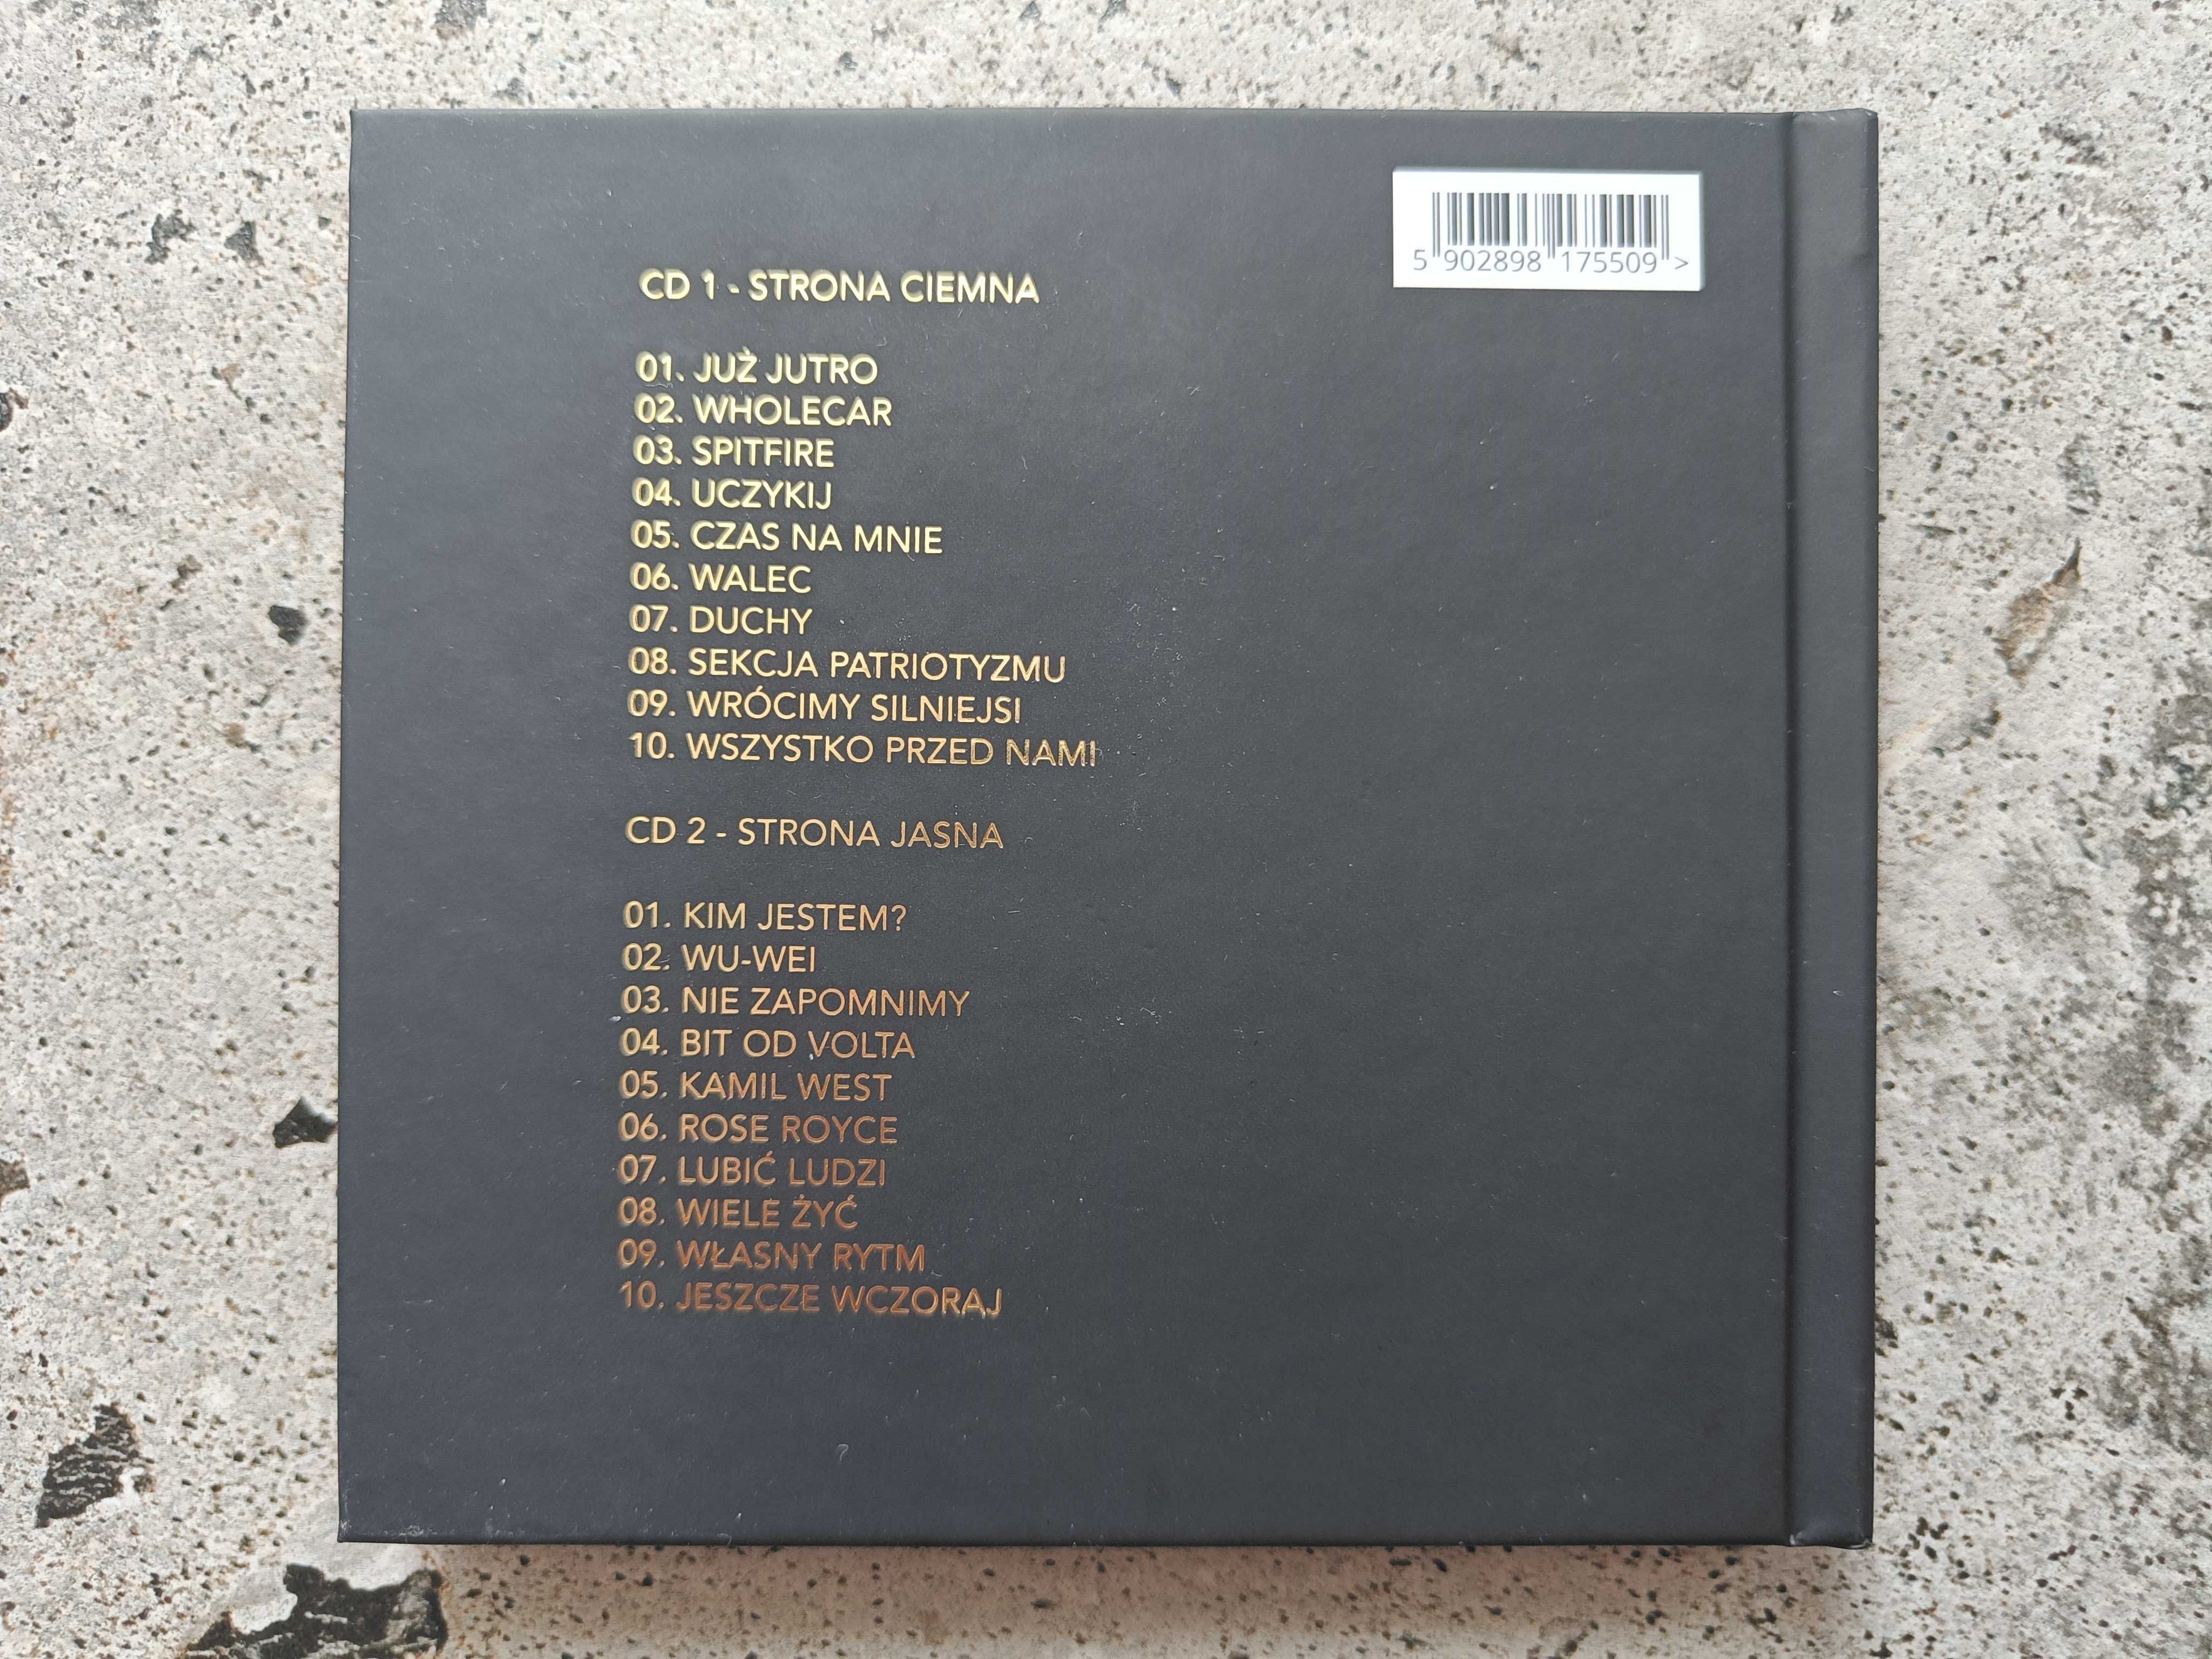 5 902898 175509 >
CD 1 - STRONA CIEMNA
01. JUŻ JUTRO
02. WHOLECAR
03. SPITFIRE
04. UCZYKIJ
05. CZAS NA MNIE
06. WALEC
07. DUCHY
08. SEKCJA PATRIOTYZMU
09. WRÓCIMY SILNIEJSI
10. WSZYSTKO PRZED NAMI
CD 2 - STRONA JASNA
01. KIM JESTEM?
02. WU-WEI
03. NIE ZAPOMNIMY
04. BIT OD VOLTA
05. KAMIL WEST
06. ROSE ROYCE
07. LUBIĆ LUDZI
08. WIELE ŻYĆ
09. WŁASNY RYTM
10. JESZCZE WCZORAJ